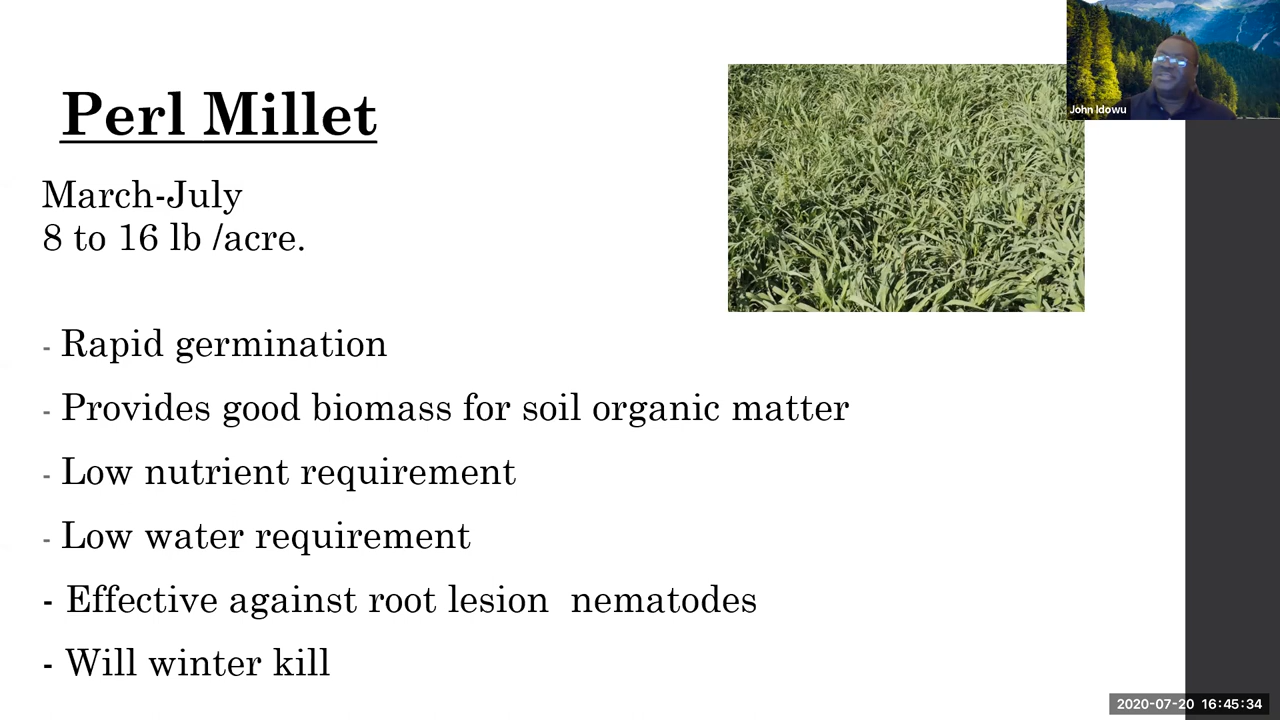 Perl Millet
March-July
8 to 16 lb /acre.
- Rapid germination
- Provides good biomass for soil organic matter
- Low nutrient requirement
- Low water requirement
- Effective against root lesion  nematodes
- Will winter kill
John Idowu
2020-07-20 16:45:34